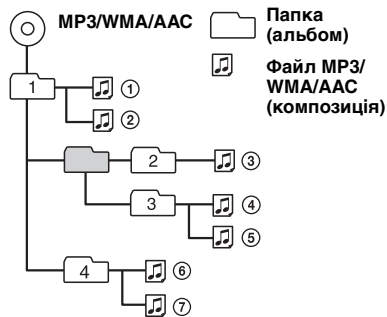 MP3/WMA/AAC
Папка
(альбом)
Файл MP3/
WMA/AAC
(композиція)
1
①
②
2
③
3
④
⑤
4
⑥
⑦